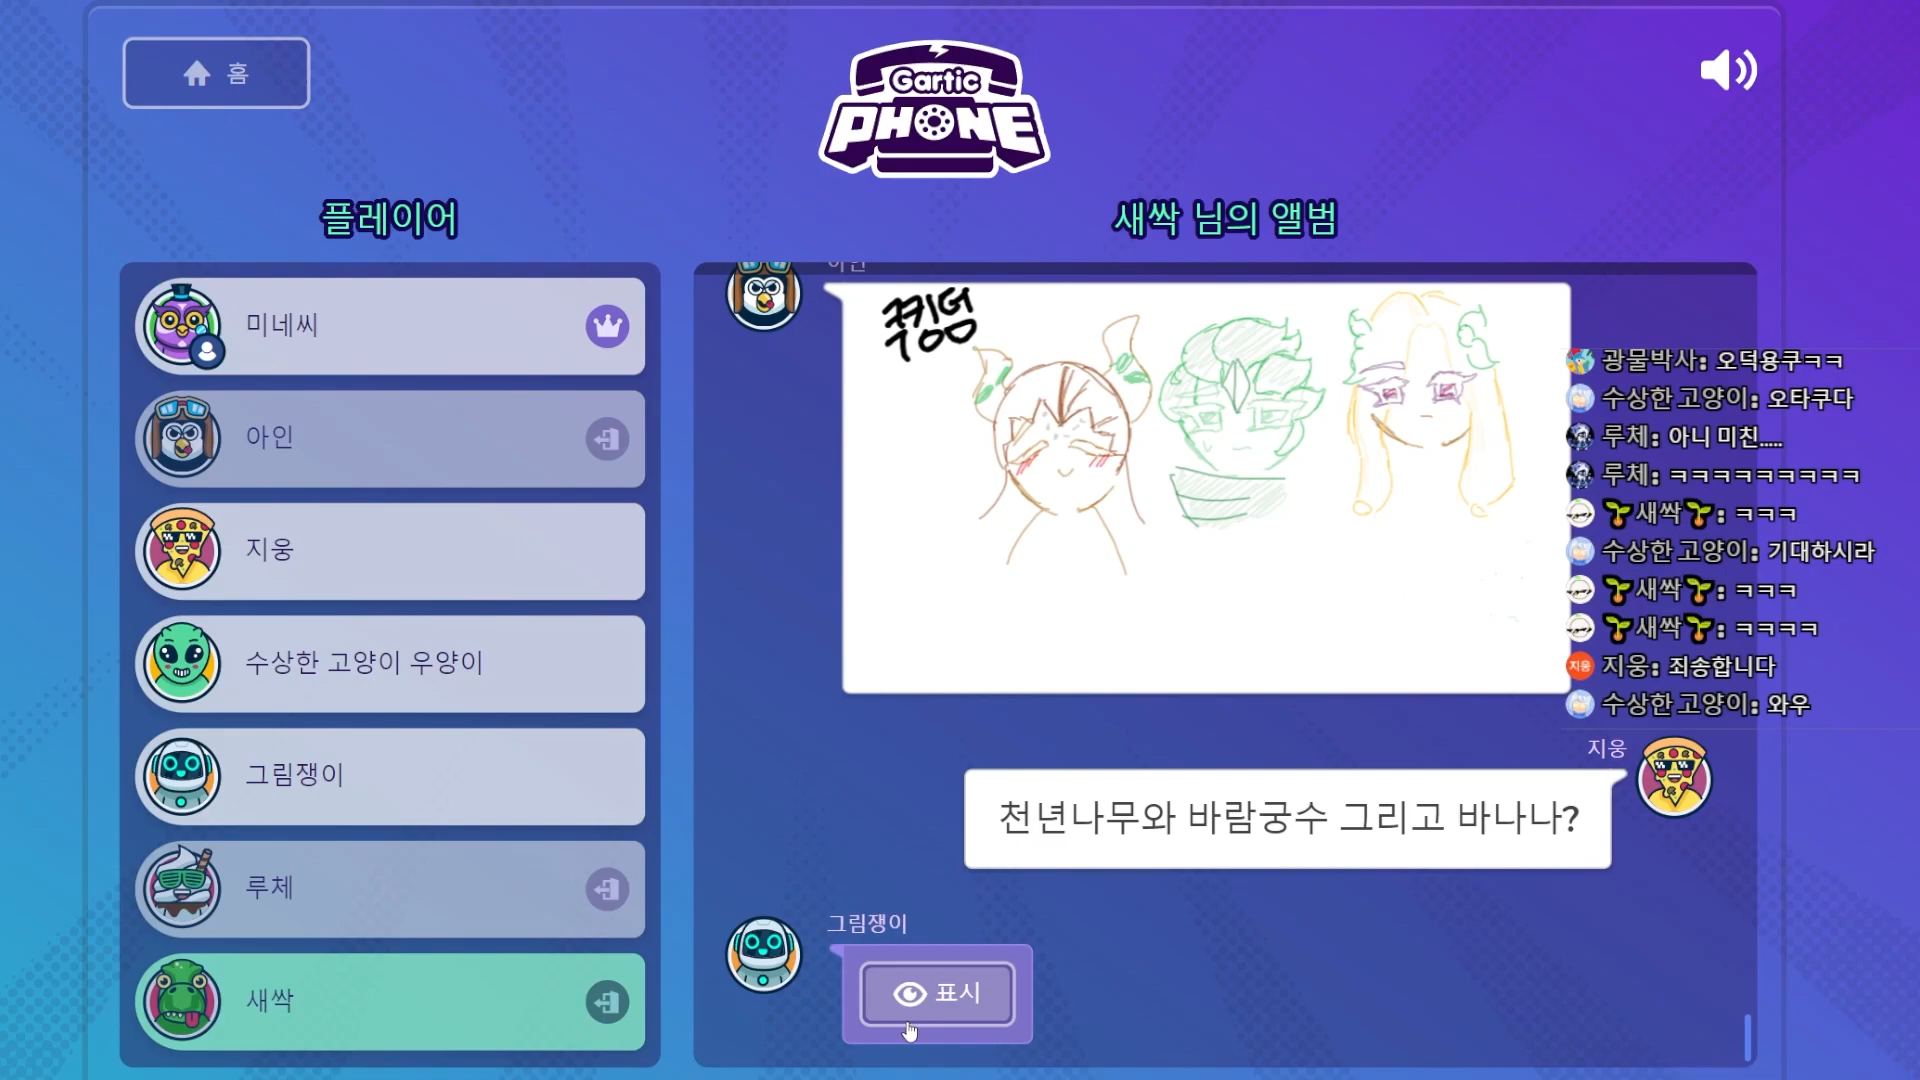 홈
Gartic
PHONE
플레이어
새싹 님의 앨범
미네씨
아인
지웅
수상한 고양이 우양이
그림쟁이
루체
새싹
아인
쿠키런
킹덤
광물박사: 오덕용쿠ㅋㅋ
수상한 고양이: 오타쿠다
루체: 아니 미친.....
루체: ㅋㅋㅋㅋㅋㅋㅋㅋㅋ
🌱새싹🌱: ㅋㅋㅋ
수상한 고양이: 기대하시라
🌱새싹🌱: ㅋㅋㅋ
🌱새싹🌱: ㅋㅋㅋㅋ
지웅: 죄송합니다
수상한 고양이: 와우
지웅
천년나무와 바람궁수 그리고 바나나?
그림쟁이
표시